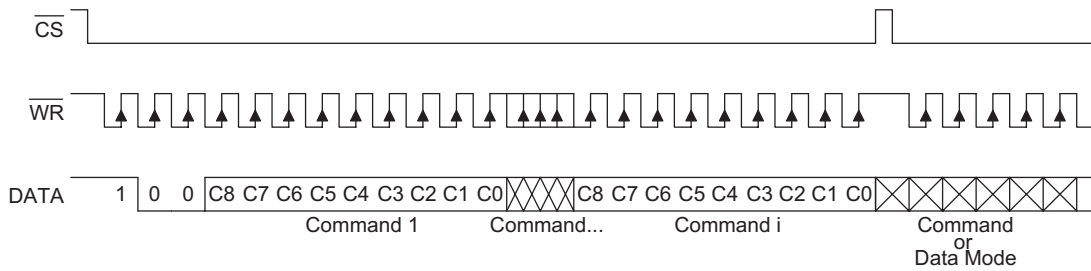 CS
WR
DATA 1 0 0 C8 C7 C6 C5 C4 C3 C2 C1 C0 C8 C7 C6 C5 C4 C3 C2 C1 C0
Command 1 Command... Command i Command
or
Data Mode